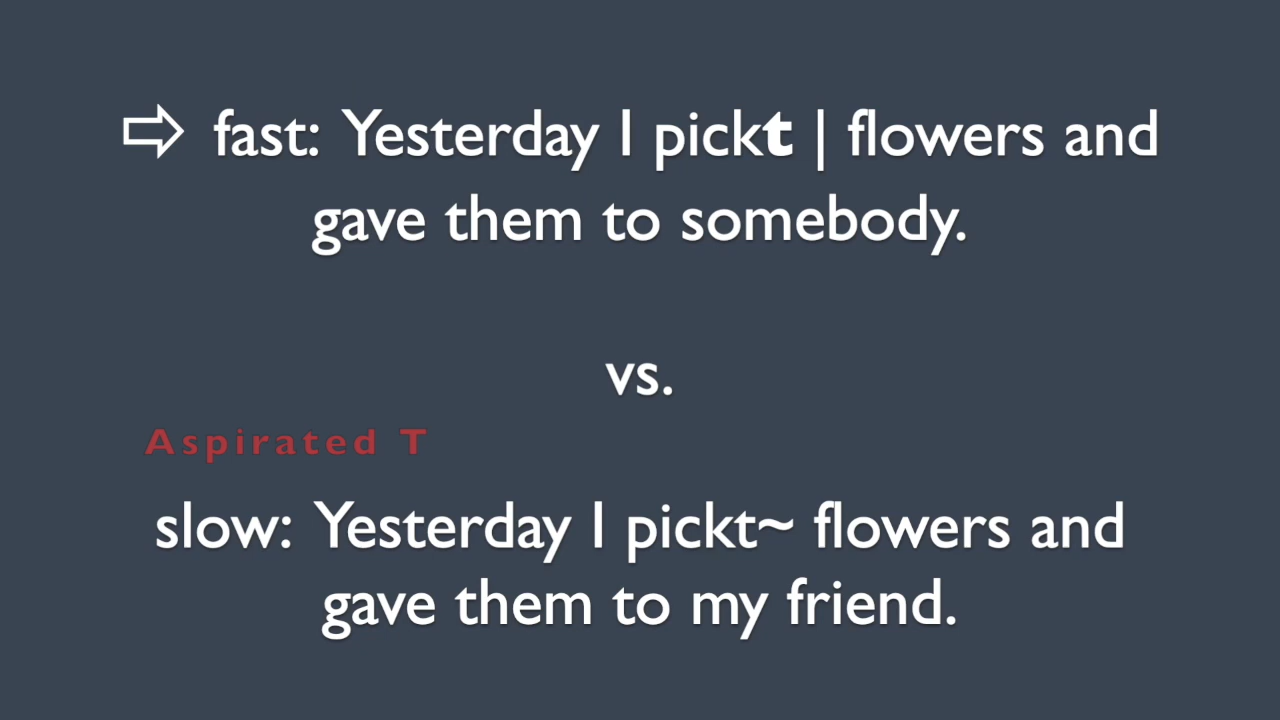 ⇨ fast: Yesterday I pickt | flowers and
gave them to somebody.
vs.
Aspirated T
slow: Yesterday I pickt~ flowers and
gave them to my friend.